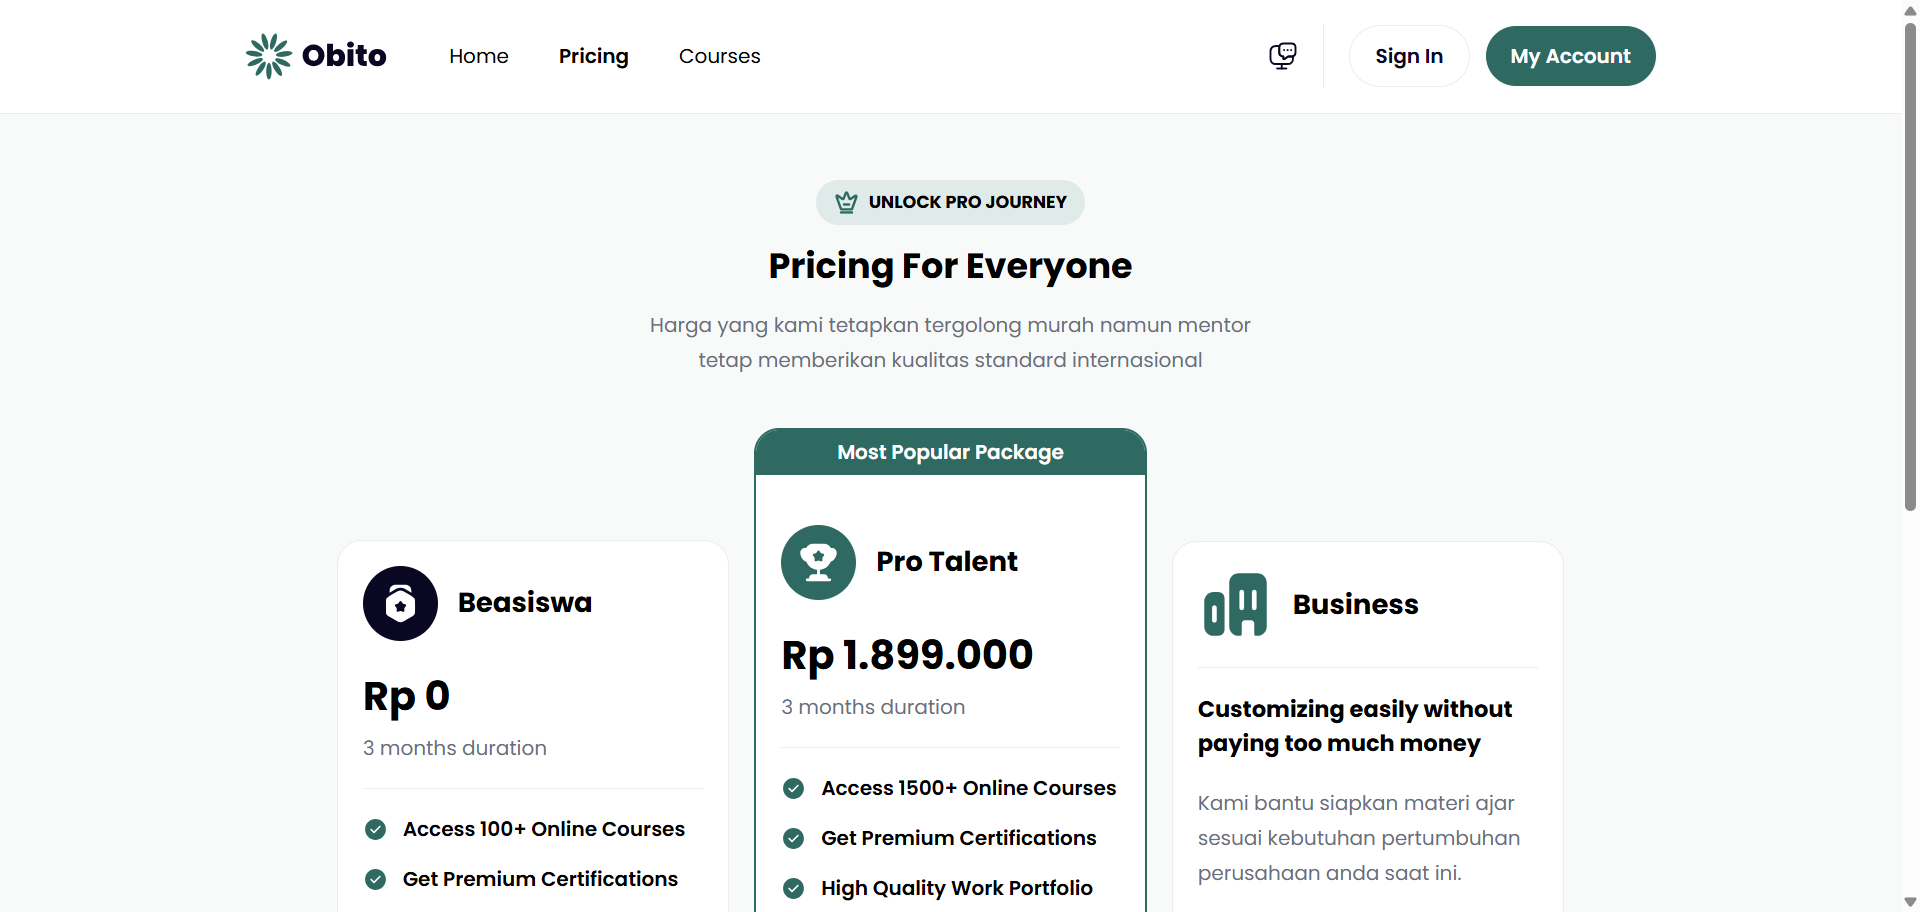 Obito
Home
Pricing
Courses
Sign In
My Account
UNLOCK PRO JOURNEY
Pricing For Everyone
Harga yang kami tetapkan tergolong murah namun mentor
tetap memberikan kualitas standard internasional
Beasiswa
Rp 0
3 months duration
Access 100+ Online Courses
Get Premium Certifications
Most Popular Package
Pro Talent
Rp 1.899.000
3 months duration
Access 1500+ Online Courses
Get Premium Certifications
High Quality Work Portfolio
Business
Customizing easily without
paying too much money
Kami bantu siapkan materi ajar
sesuai kebutuhan pertumbuhan
perusahaan anda saat ini.